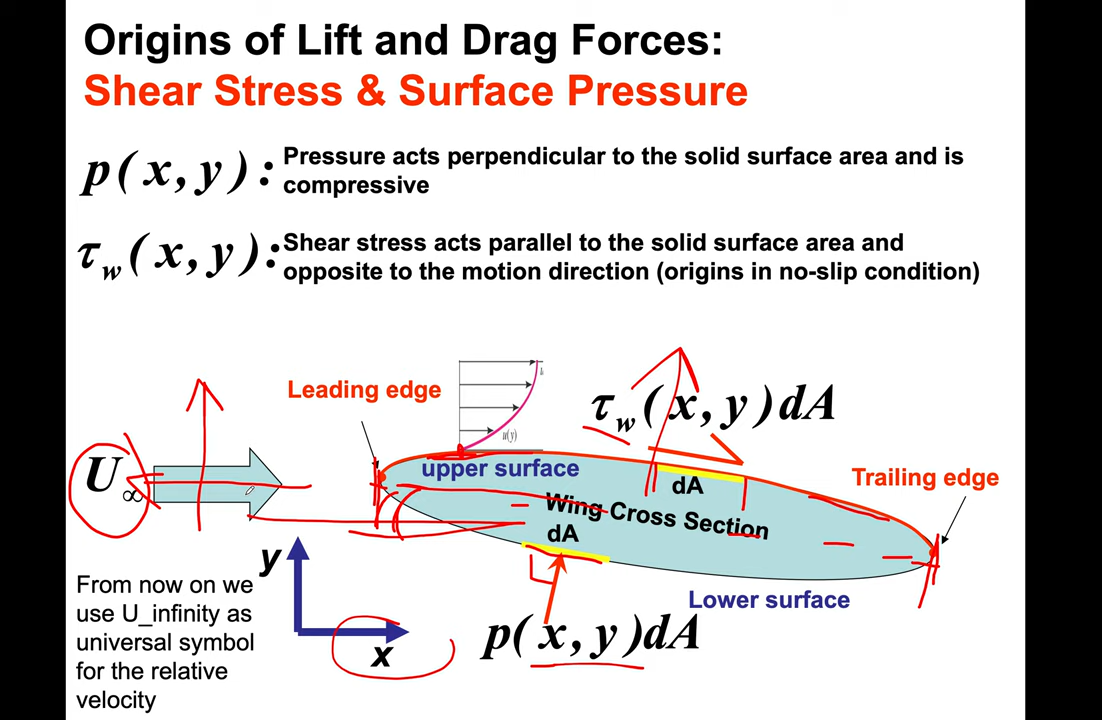 Origins of Lift and Drag Forces:
Shear Stress & Surface Pressure
p(x,y): Pressure acts perpendicular to the solid surface area and is
compressive
τw(x,y): Shear stress acts parallel to the solid surface area and
opposite to the motion direction (origins in no-slip condition)
Leading edge
u(y)
τw(x,y)dA
U∞
upper surface
dA
Trailing edge
Wing Cross Section
dA
y
Lower surface
x
p(x,y)dA
From now on we
use U_infinity as
universal symbol
for the relative
velocity